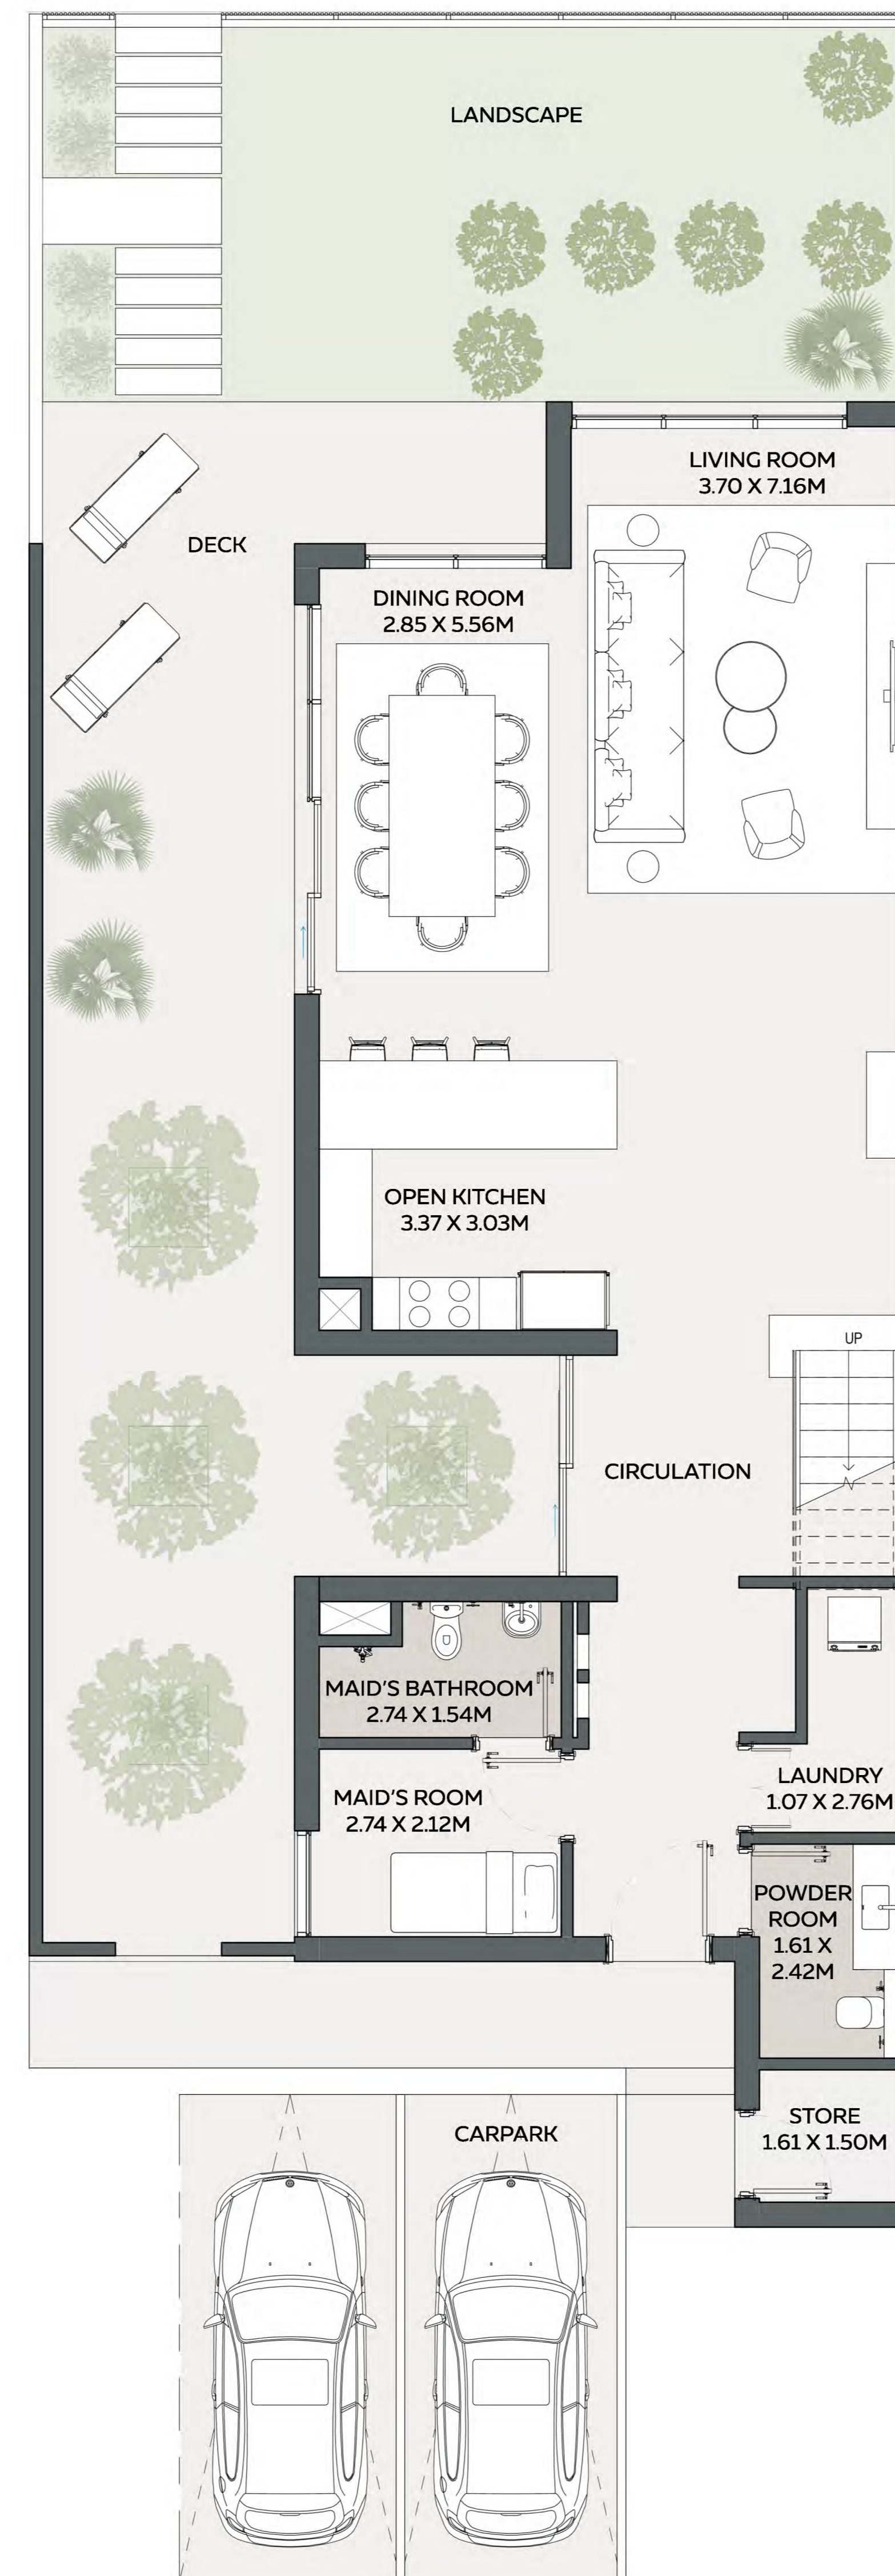 LANDSCAPE
LIVING ROOM
3.70 X 7.16M
DECK
DINING ROOM
2.85 X 5.56M
OPEN KITCHEN
3.37 X 3.03M
UP
CIRCULATION
MAID'S BATHROOM
2.74 X 1.54M
MAID'S ROOM
2.74 X 2.12M
LAUNDRY
1.07 X 2.76M
POWDER
ROOM
1.61 X
2.42M
STORE
1.61 X 1.50M
CARPARK